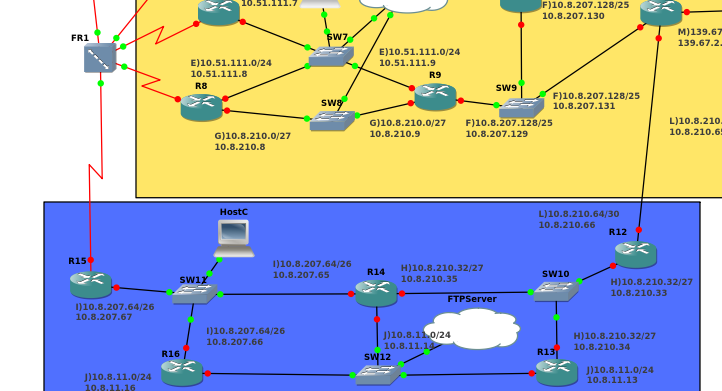 10.51.111.7
F)10.8.207.128/25
10.8.207.130
M)139.67
139.67.2.
FR1
SW7
E)10.51.111.0/24
10.51.111.9
E)10.51.111.0/24
10.51.111.8
R8
R9
SW9
SW8
F)10.8.207.128/25
10.8.207.131
G)10.8.210.0/27
10.8.210.8
G)10.8.210.0/27
10.8.210.9
F)10.8.207.128/25
10.8.207.129
L)10.8.210.
10.8.210.65
HostC
L)10.8.210.64/30
10.8.210.66
R12
R15
SW11
I)10.8.207.64/26
10.8.207.65
R14
H)10.8.210.32/27
10.8.210.35
SW10
H)10.8.210.32/27
10.8.210.33
FTPServer
I)10.8.207.64/26
10.8.207.67
I)10.8.207.64/26
10.8.207.66
J)10.8.11.0/24
10.8.11.14
H)10.8.210.32/27
10.8.210.34
R16
SW12
R13
J)10.8.11.0/24
10.8.11.16
J)10.8.11.0/24
10.8.11.13